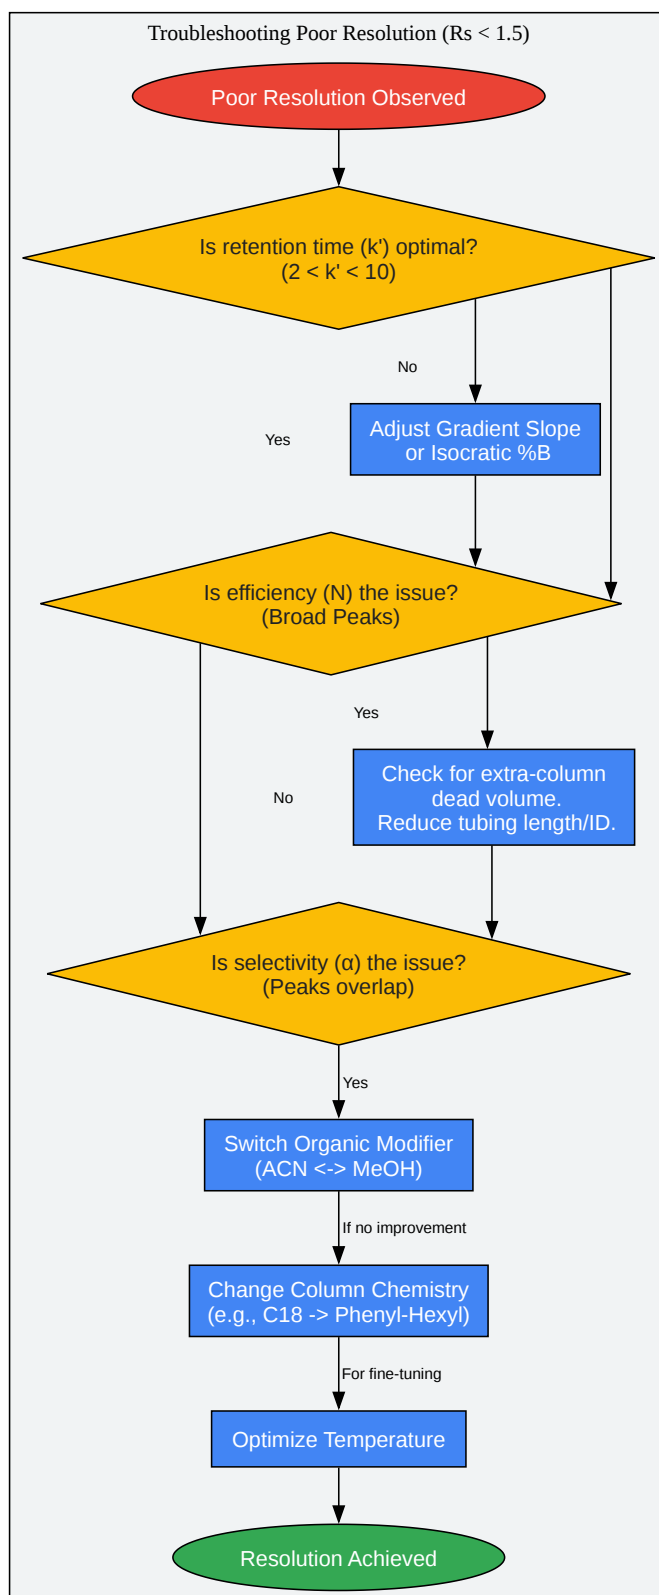 Troubleshooting Poor Resolution (Rs < 1.5)
Poor Resolution Observed
Is retention time (k') optimal?
(2 < k' < 10)
No
Yes
Adjust Gradient Slope
or Isocratic %B
Is efficiency (N) the issue?
(Broad Peaks)
Yes
No
Check for extra-column
dead volume.
Reduce tubing length/ID.
Is selectivity (α) the issue?
(Peaks overlap)
Yes
Switch Organic Modifier
(ACN <-> MeOH)
If no improvement
Change Column Chemistry
(e.g., C18 -> Phenyl-Hexyl)
For fine-tuning
Optimize Temperature
Resolution Achieved